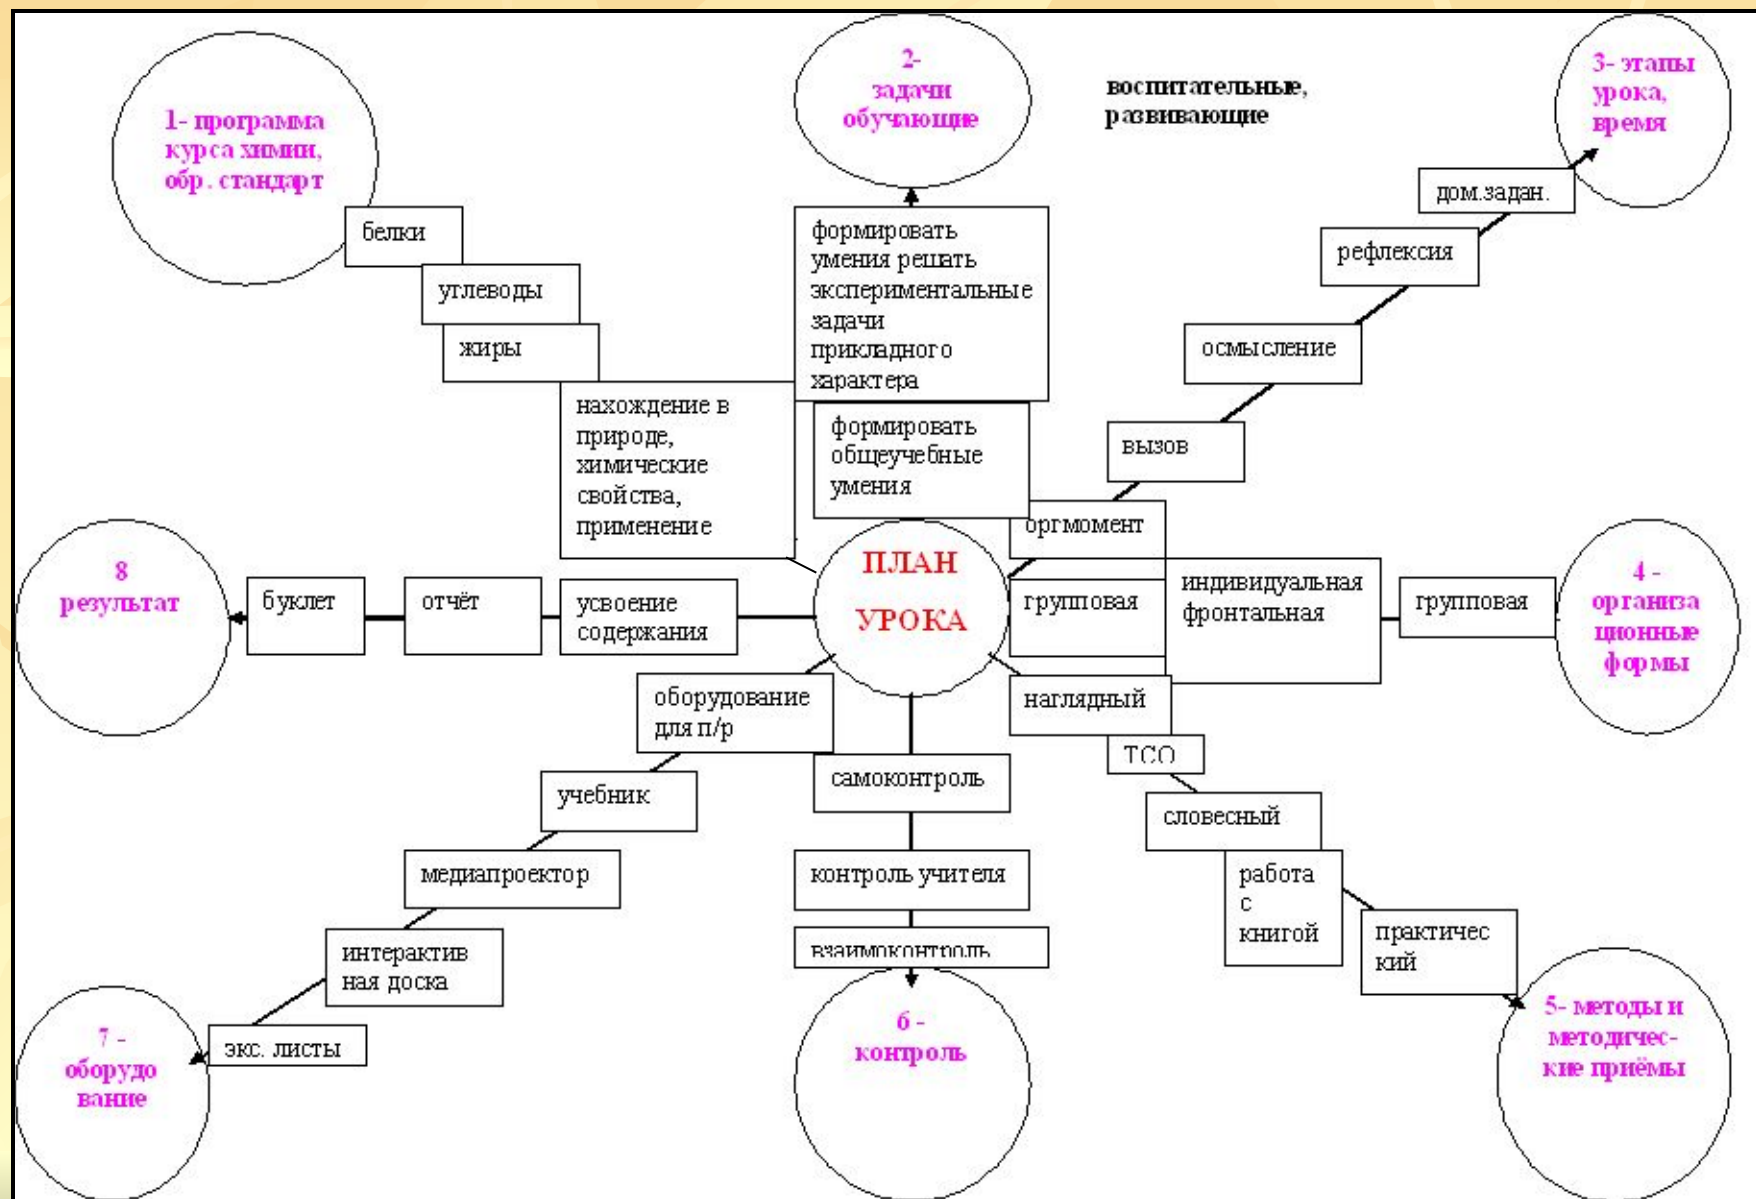 1- программа
курса химии,
обр. стандарт
белки
углеводы
жиры
нахождение в
природе,
химические
свойства,
применение
2-
задачи
обучающие
воспитательные,
развивающие
формировать
умения решать
экспериментальные
задачи
прикладного
характера
формировать
общеучебные
умения
3- этапы
урока,
время
дом.задан.
рефлексия
осмысление
вызов
оргмомент
ПЛАН
УРОКА
групповая
индивидуальная
фронтальная
групповая
4 -
организа
ционные
формы
8
результат
буклет
отчёт
усвоение
содержания
наглядный
ТСО
словесный
работа
с
книгой
практичес
кий
5- методы и
методичес-
кие приёмы
самоконтроль
контроль учителя
взаимоконтроль
6 -
контроль
оборудование
для п/р
учебник
медиапроектор
интерактив
ная доска
экс. листы
7 -
оборудо
вание